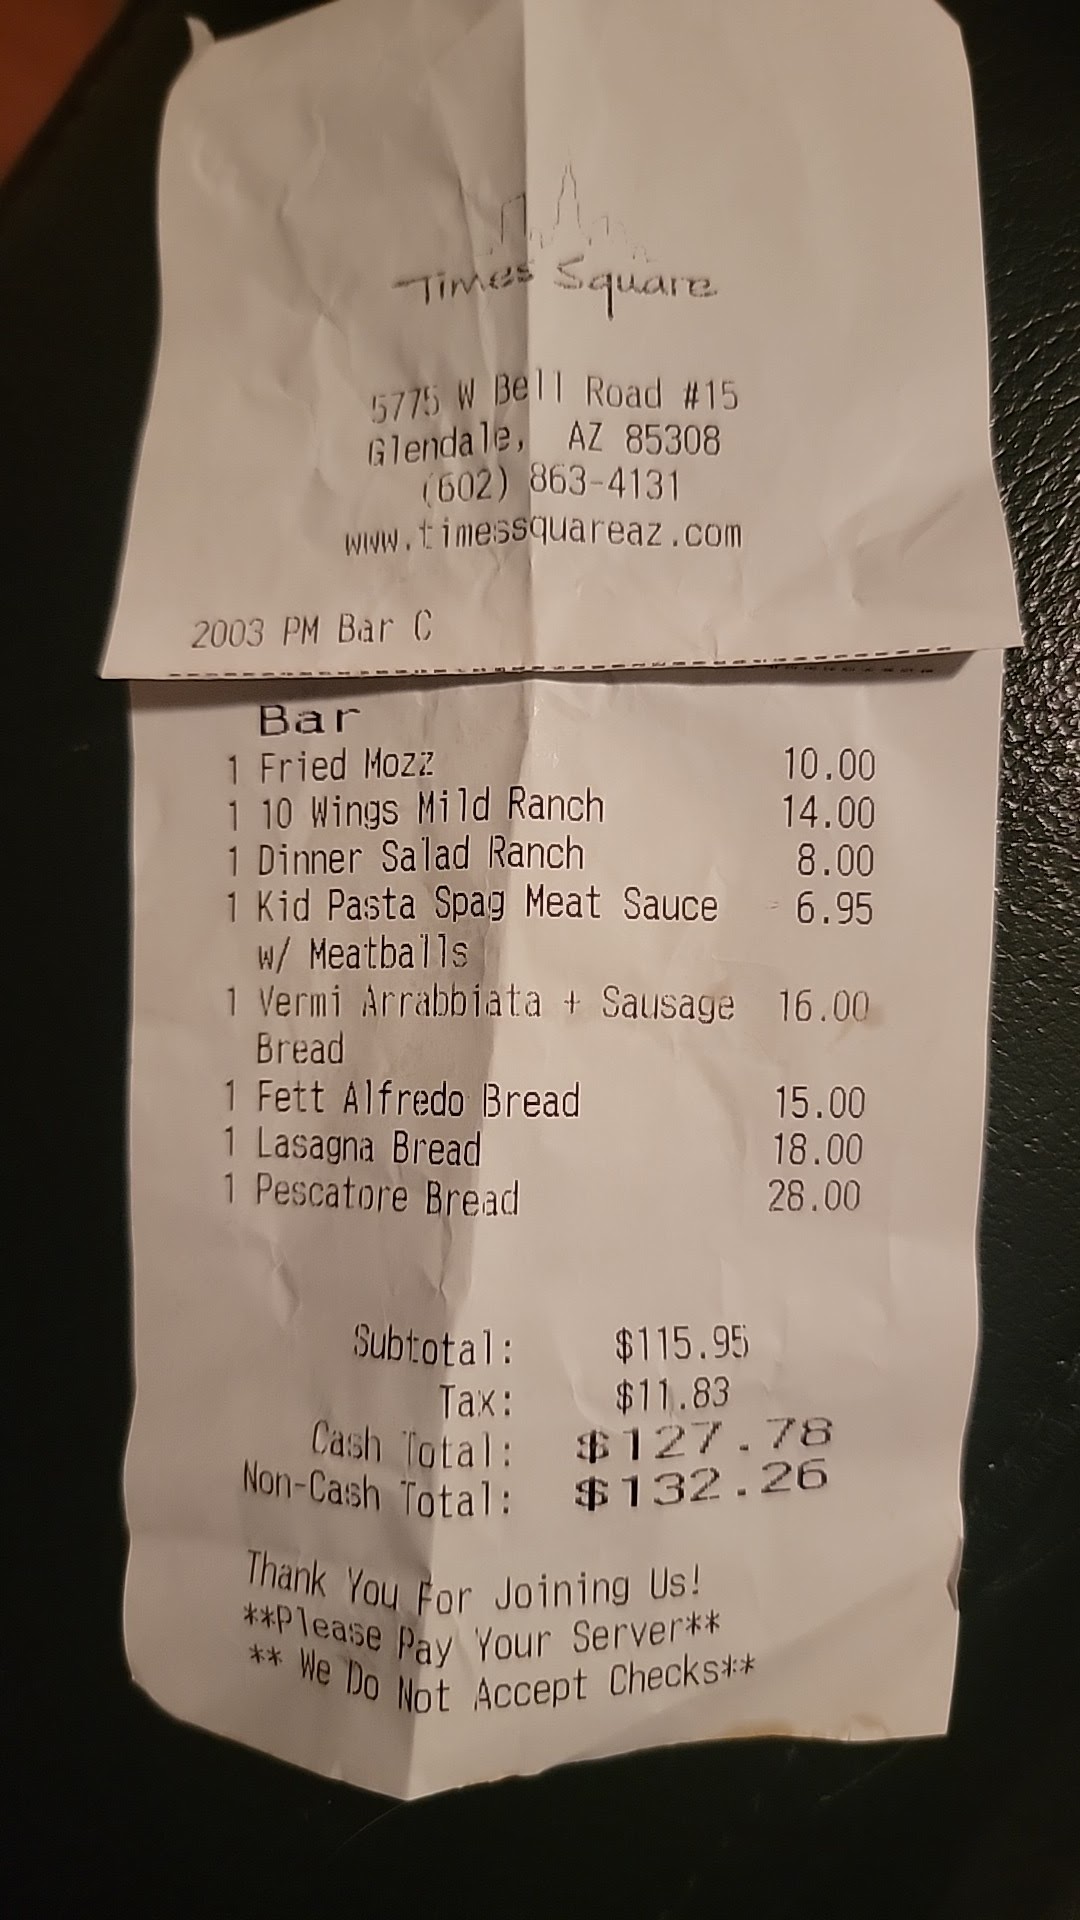 Times Square
5775 W Bell Road #15
Glendale, AZ 85308
(602) 863-4131
www.timessquareaz.com
2003 PM Bar C
Bar
1 Fried Mozz 10.00
1 10 Wings Mild Ranch 14.00
1 Dinner Salad Ranch 8.00
1 Kid Pasta Spag Meat Sauce 6.95
w/ Meatballs
1 Vermi Arrabbiata + Sausage 16.00
Bread
1 Fett Alfredo Bread 15.00
1 Lasagna Bread 18.00
1 Pescatore Bread 28.00
Subtotal: $115.95
Tax: $11.83
Cash Total: $127.78
Non-Cash Total: $132.26
Thank You For Joining Us!
**Please Pay Your Server**
** We Do Not Accept Checks**